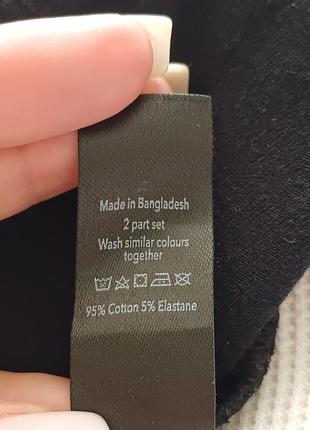 Made in Bangladesh
2 part set
Wash similar colours
together
95% Cotton 5% Elastane